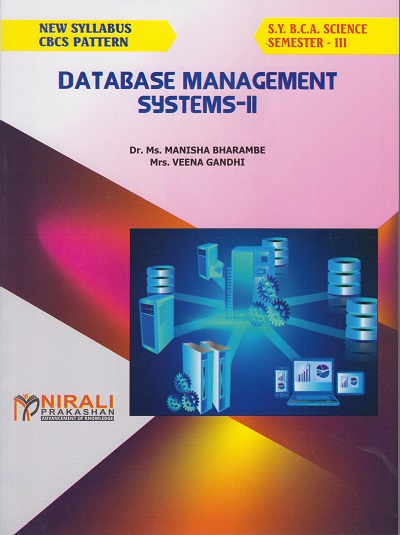 NEW SYLLABUS
CBCS PATTERN
S.Y. B.C.A. SCIENCE
SEMESTER - III
DATABASE MANAGEMENT
SYSTEMS-II
Dr. Ms. MANISHA BHARAMBE
Mrs. VEENA GANDHI
NIRALI
PRAKASHAN
ADVANCEMENT OF KNOWLEDGE